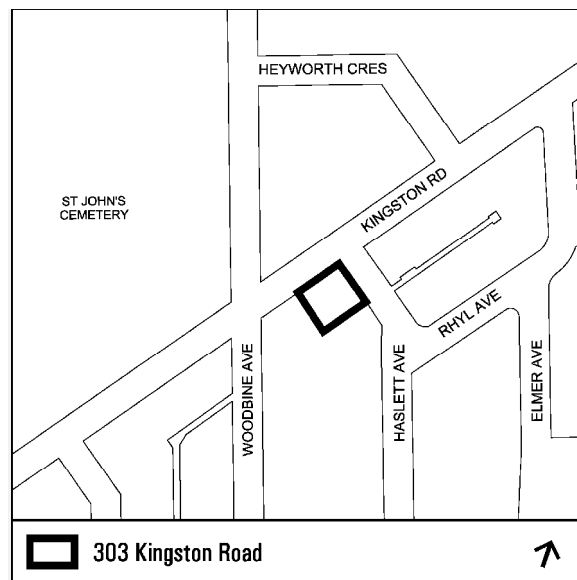 HEYWORTH CRES
ST JOHN'S
CEMETERY
KINGSTON RD
RHYL AVE
WOODBINE AVE
HASLETT AVE
ELMER AVE
303 Kingston Road